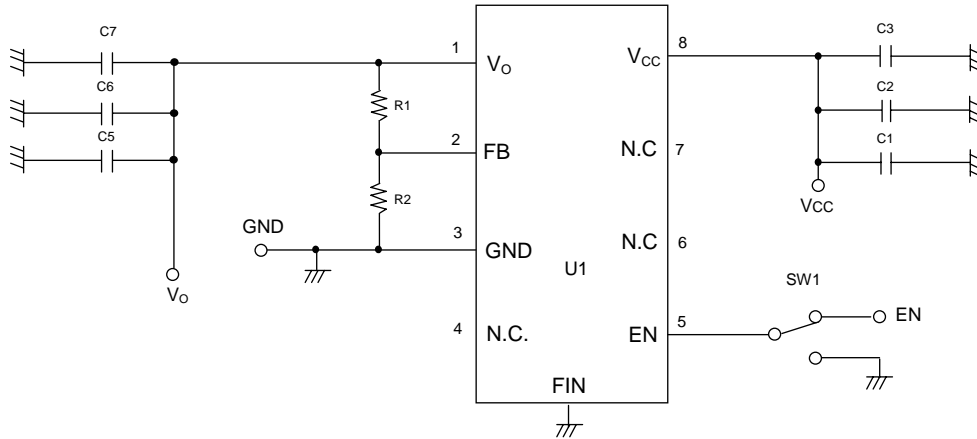 C7
C6
C5
1
VO
R1
2
FB
R2
GND
3
GND
VO
4
N.C.
U1
FIN
8
VCC
C3
C2
C1
VCC
N.C
7
N.C
6
SW1
5
EN
EN